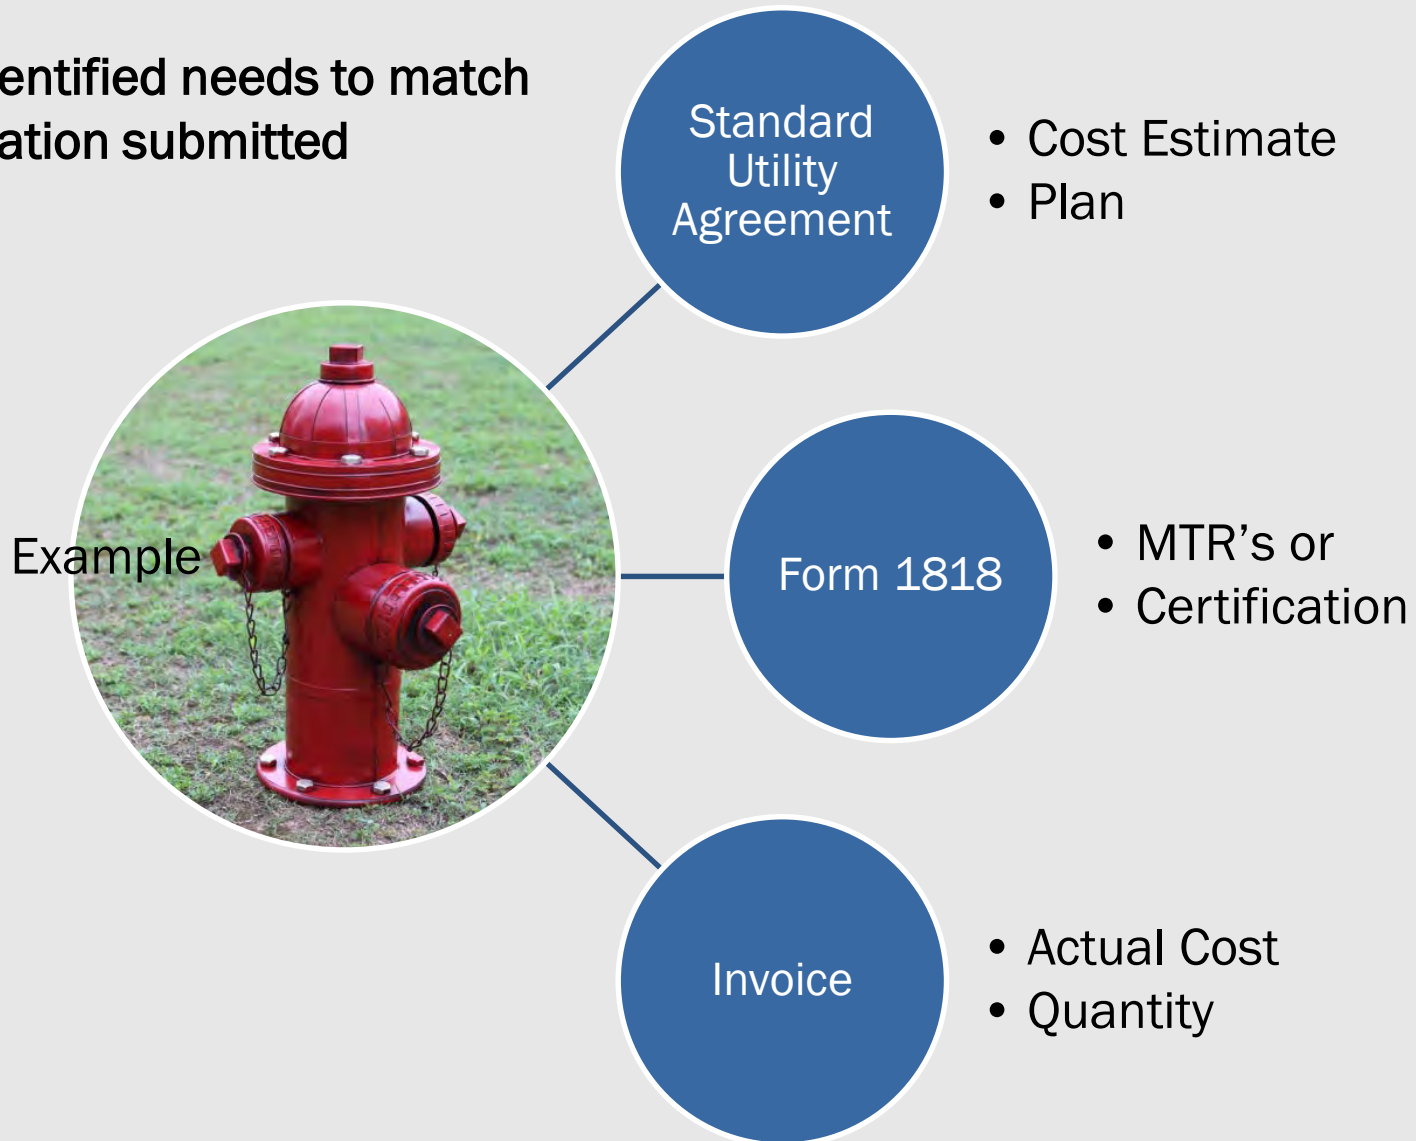 entified needs to match
ation submitted
Standard
Utility
Agreement
• Cost Estimate
• Plan
Example
Form 1818
• MTR's or
• Certification
Invoice
• Actual Cost
• Quantity